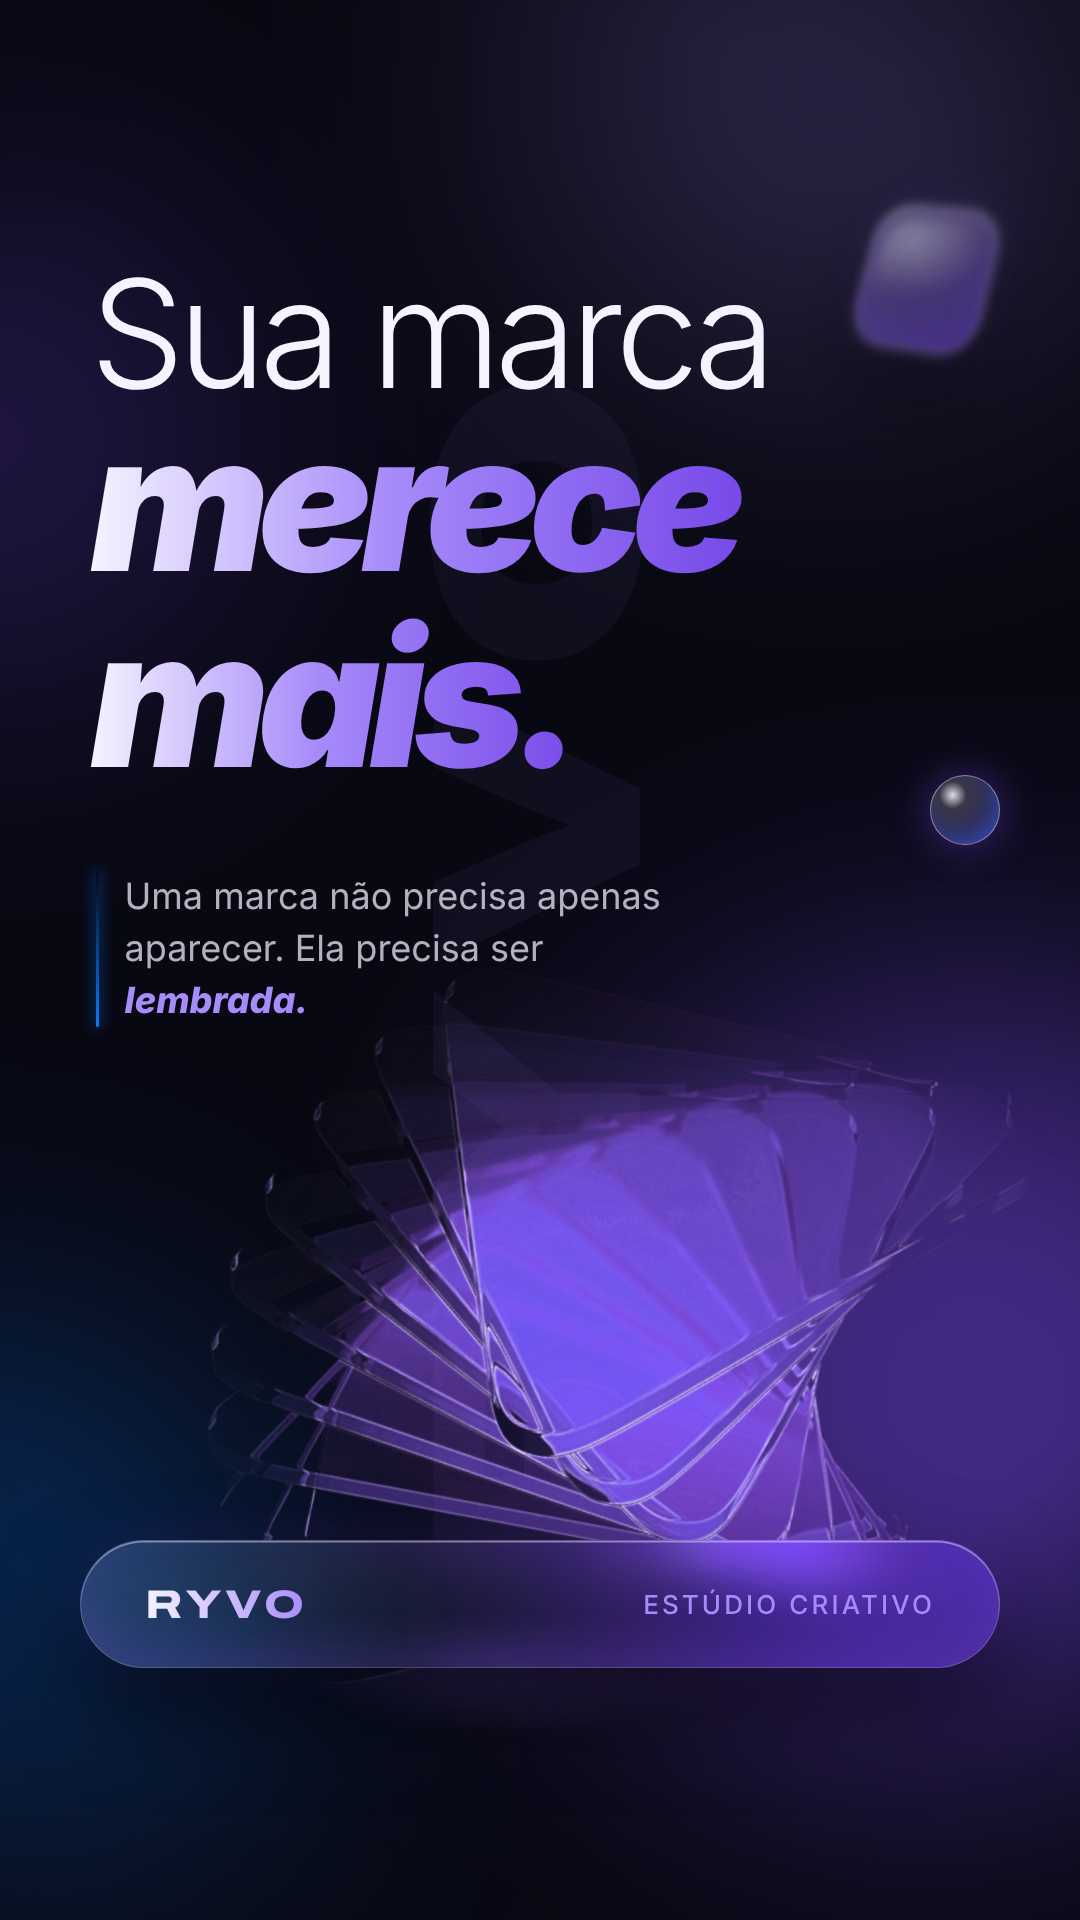 Sua marca
merece
mais.
Uma marca não precisa apenas
aparecer. Ela precisa ser
lembrada.
RYVO
ESTÚDIO CRIATIVO